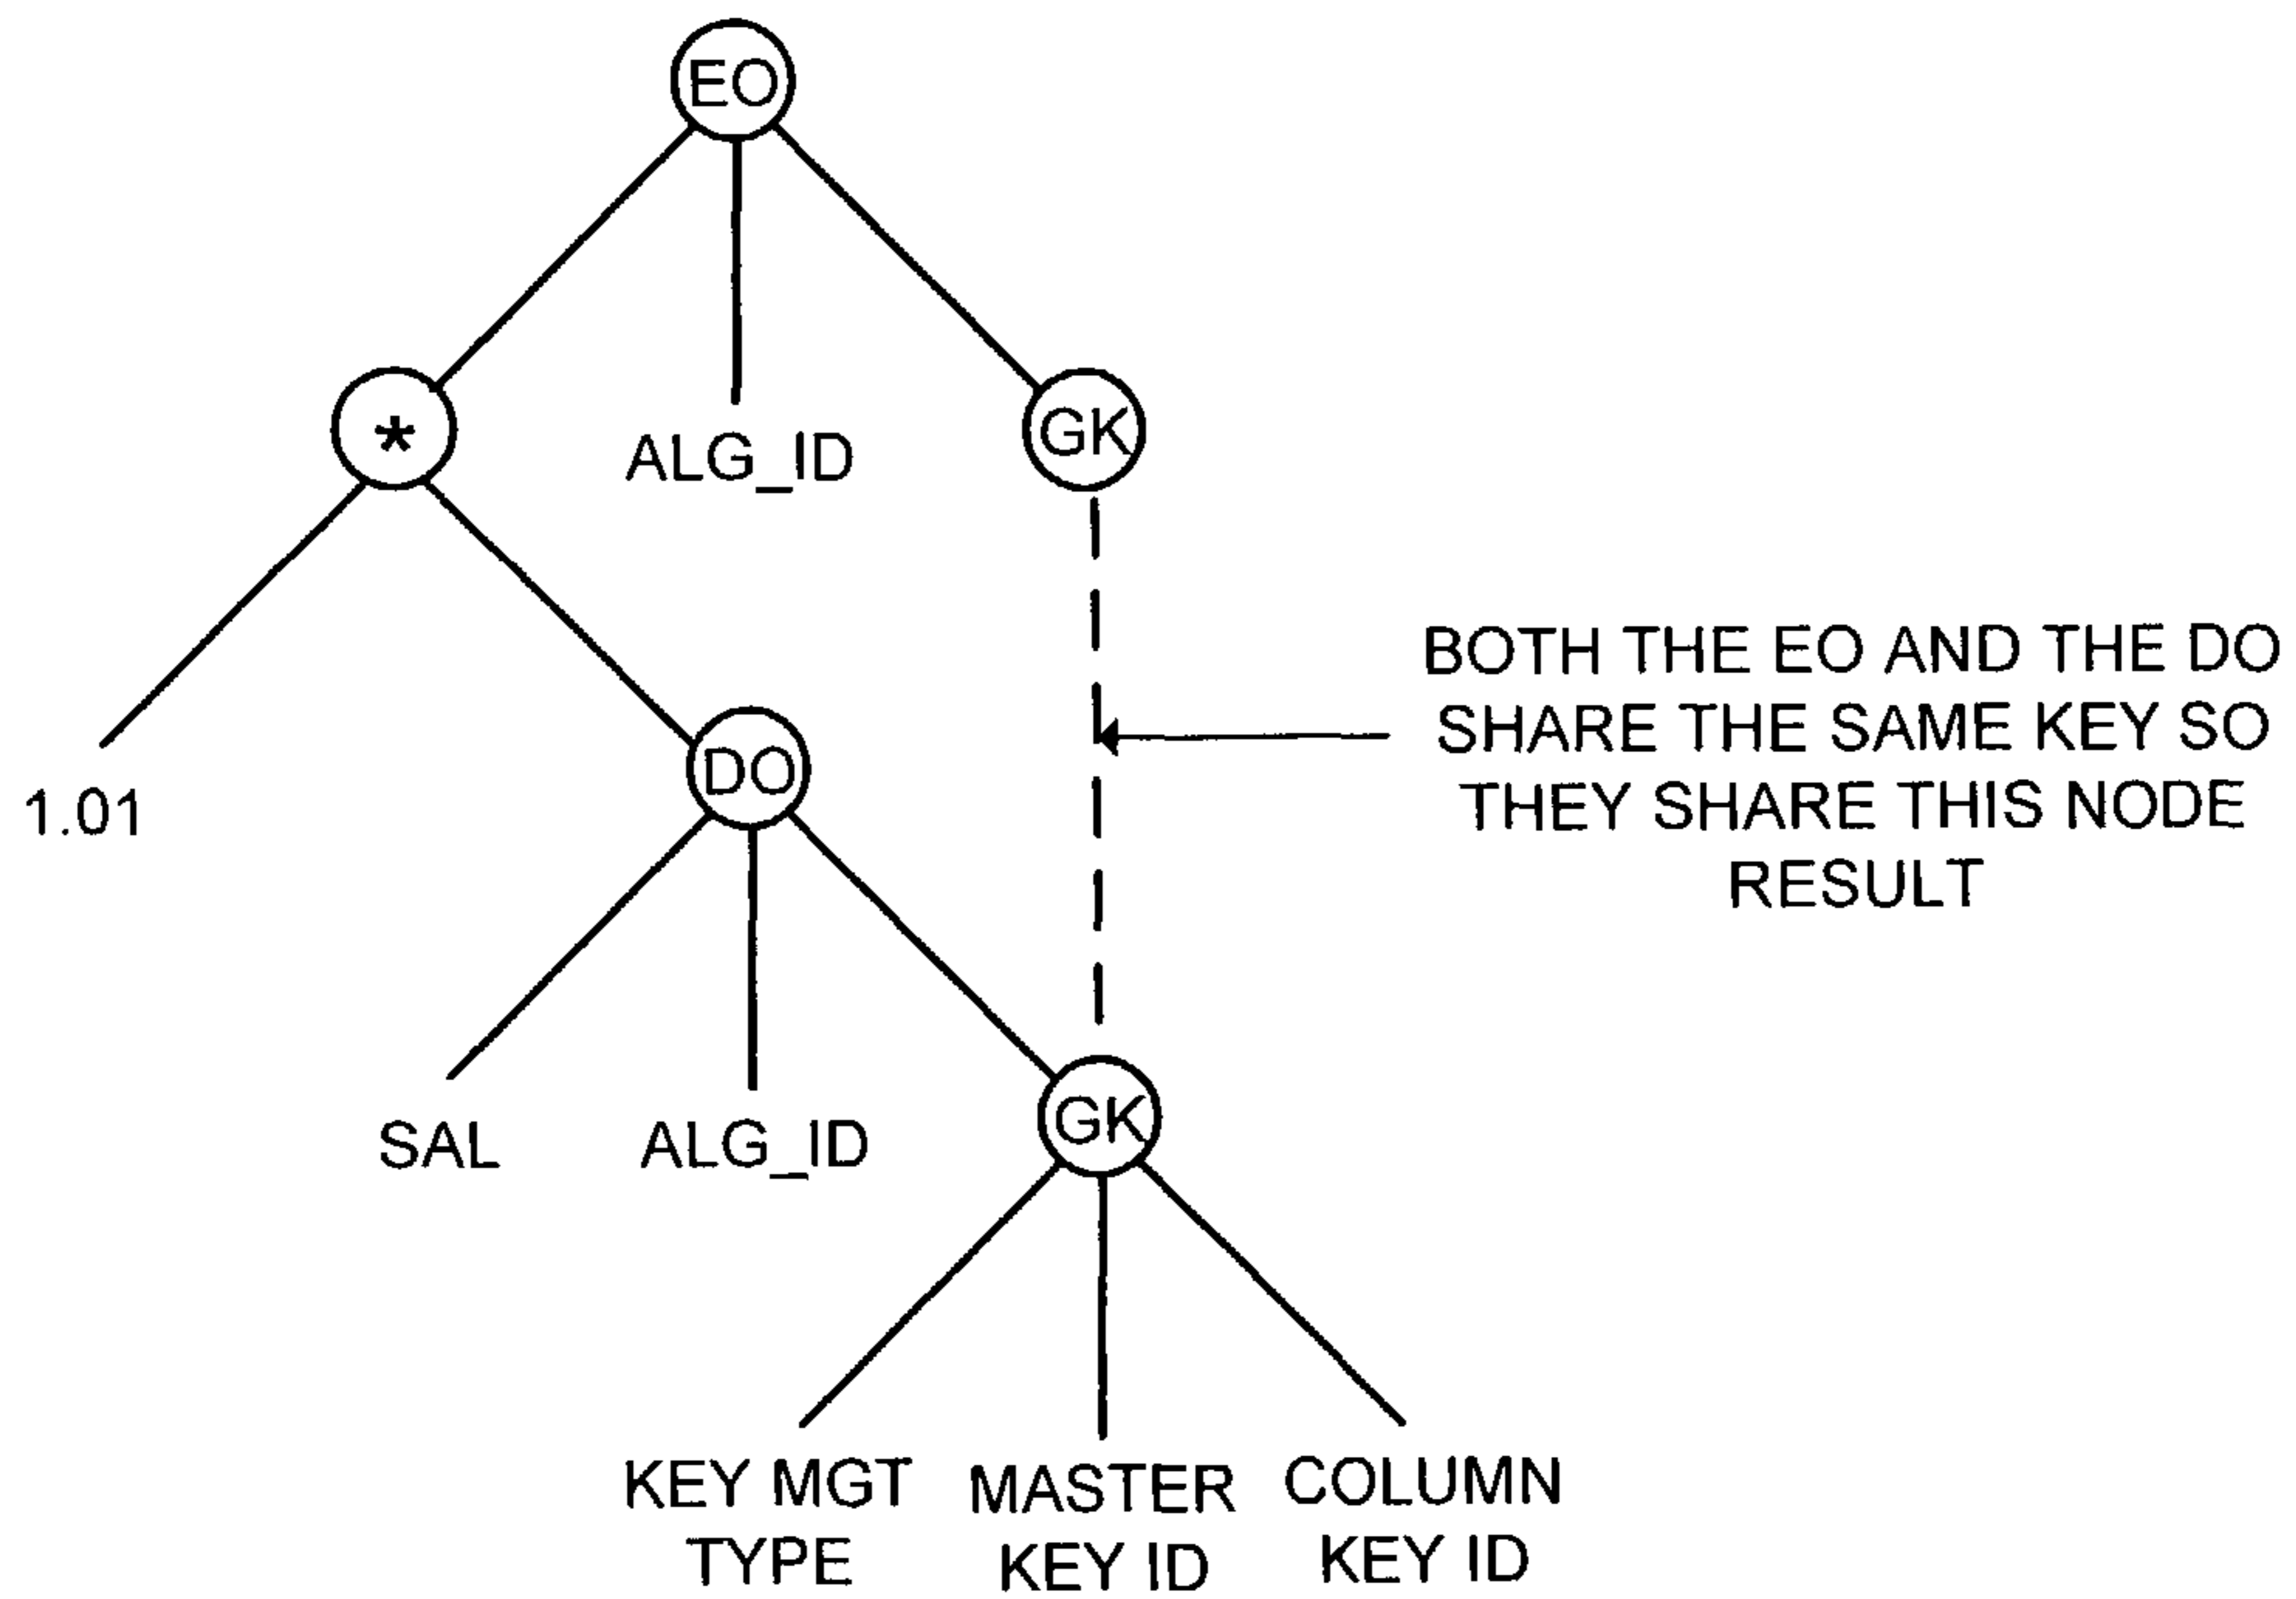 EO
*
ALG_ID
GK
BOTH THE EO AND THE DO
SHARE THE SAME KEY SO
THEY SHARE THIS NODE
RESULT
1.01
DO
SAL
ALG_ID
GK
KEY MGT
TYPE
MASTER
KEY ID
COLUMN
KEY ID